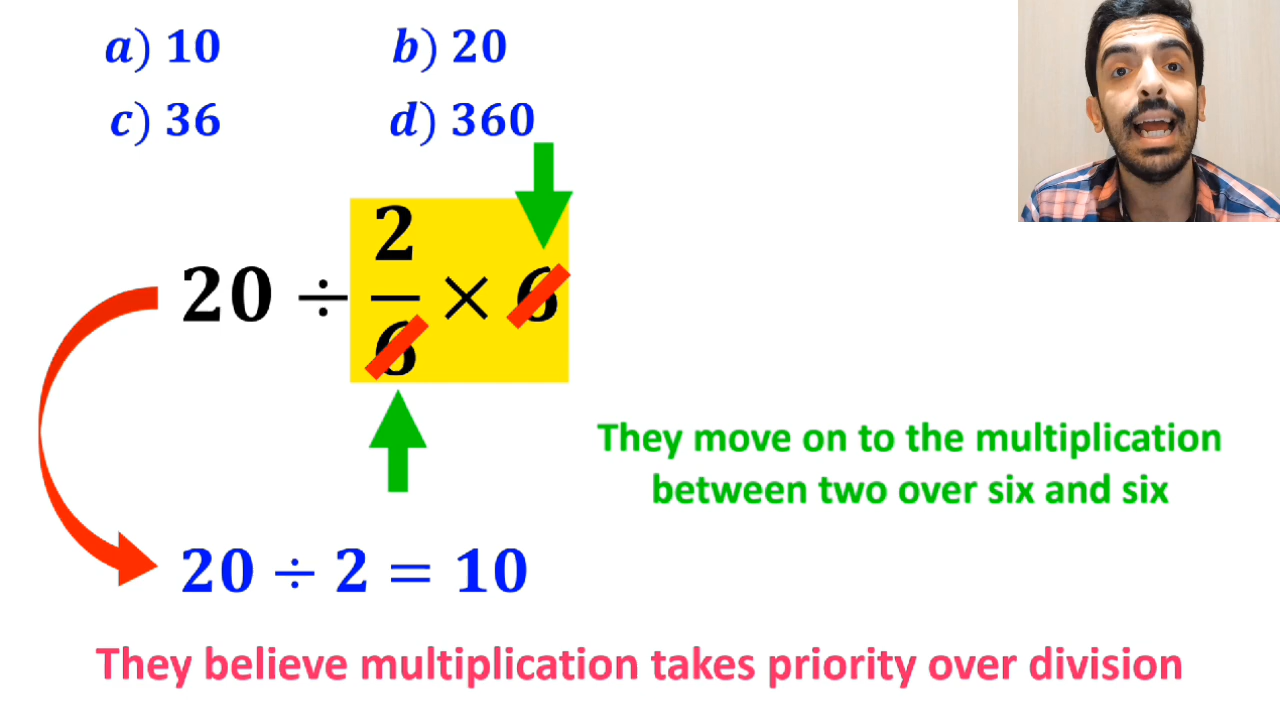 a) 10 b) 20
c) 36 d) 360
20 ÷ 2/6 × 6
They move on to the multiplication
between two over six and six
20 ÷ 2 = 10
They believe multiplication takes priority over division